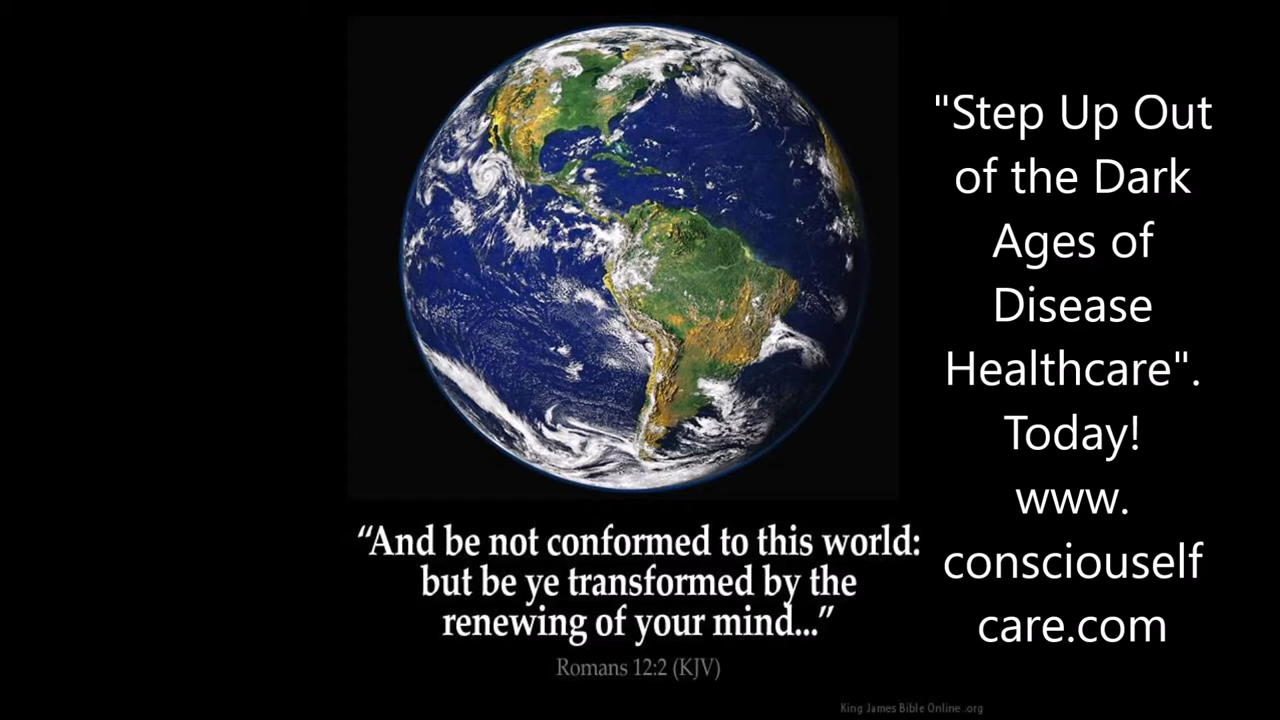 "Step Up Out
of the Dark
Ages of
Disease
Healthcare".
Today!
www.
consciouself
care.com
“And be not conformed to this world:
but be ye transformed by the
renewing of your mind...”
Romans 12:2 (KJV)
King James Bible Online .org